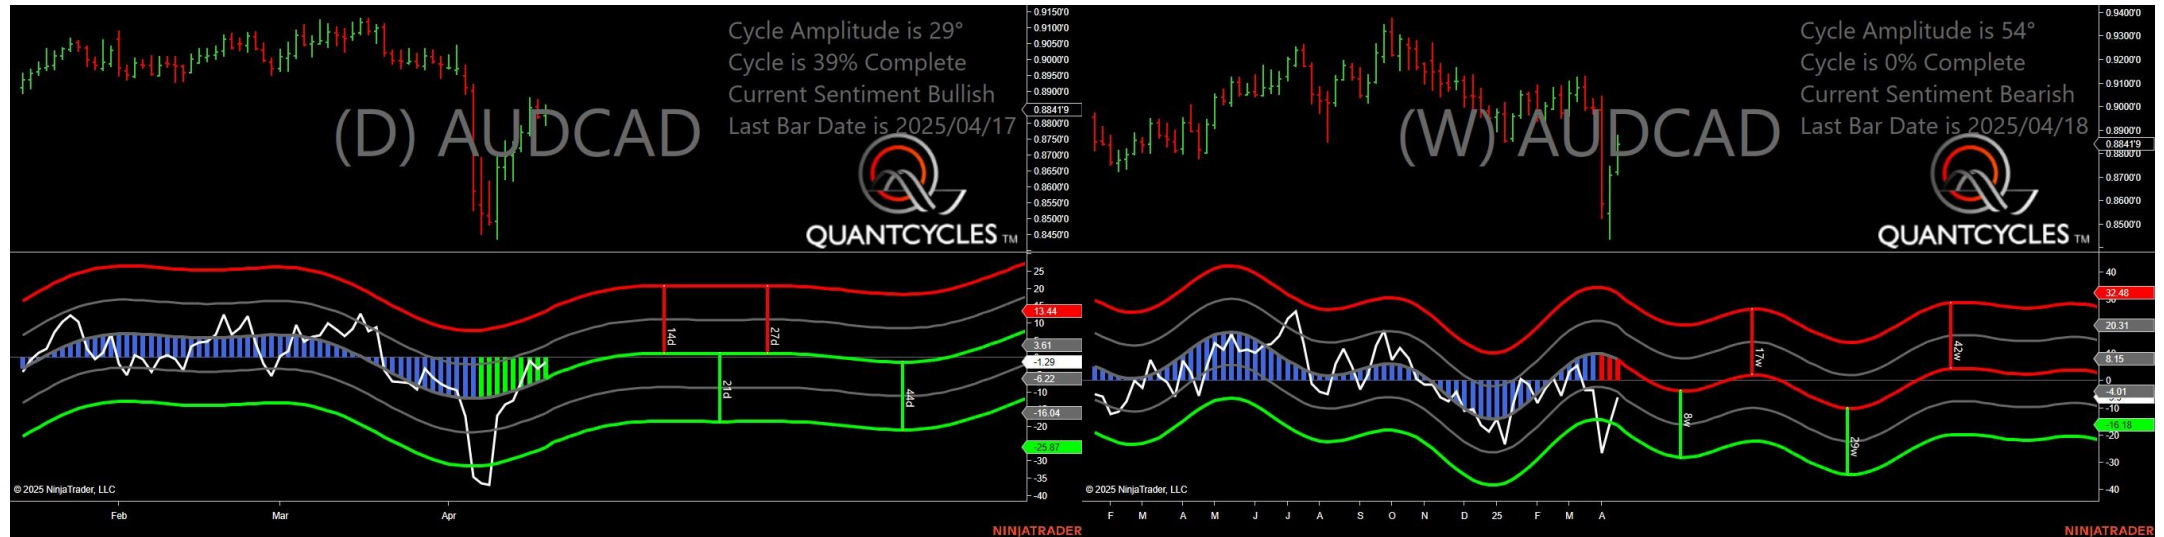 Cycle Amplitude is 29°
Cycle is 39% Complete
Current Sentiment Bullish
Last Bar Date is 2025/04/17
(D) AUDCAD
QUANTCYCLES TM
0.9150'0
0.9100'0
0.9050'0
0.9000'0
0.8950'0
0.8900'0
0.8841'9
0.8800'0
0.8750'0
0.8700'0
0.8650'0
0.8600'0
0.8550'0
0.8500'0
0.8450'0
25
20
13.44
10
3.61
-1.29
-6.22
-10
-16.04
-20
-25.87
-30
-35
-40
14d
21d
27d
44d
© 2025 NinjaTrader, LLC
Feb Mar Apr
NINJATRADER
Cycle Amplitude is 54°
Cycle is 0% Complete
Current Sentiment Bearish
Last Bar Date is 2025/04/18
(W) AUDCAD
QUANTCYCLES TM
0.9400'0
0.9300'0
0.9200'0
0.9100'0
0.9000'0
0.8900'0
0.8841'9
0.8800'0
0.8700'0
0.8600'0
0.8500'0
40
32.48
20.31
8.15
0
-4.01
-10
-16.18
-20
-30
-40
8w
17w
29w
42w
© 2025 NinjaTrader, LLC
F M A M J J A S O N D 25 F M A
NINJATRADER